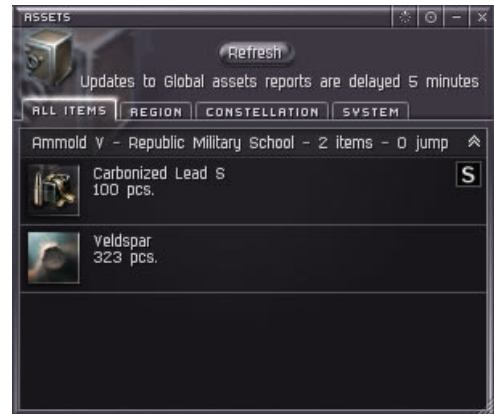 ASSETS
Refresh
Updates to Global assets reports are delayed 5 minutes
ALL ITEMS REGION CONSTELLATION SYSTEM
Ammold V - Republic Military School - 2 items - 0 jump
Carbonized Lead S
S
100 pcs.
Veldspar
323 pcs.